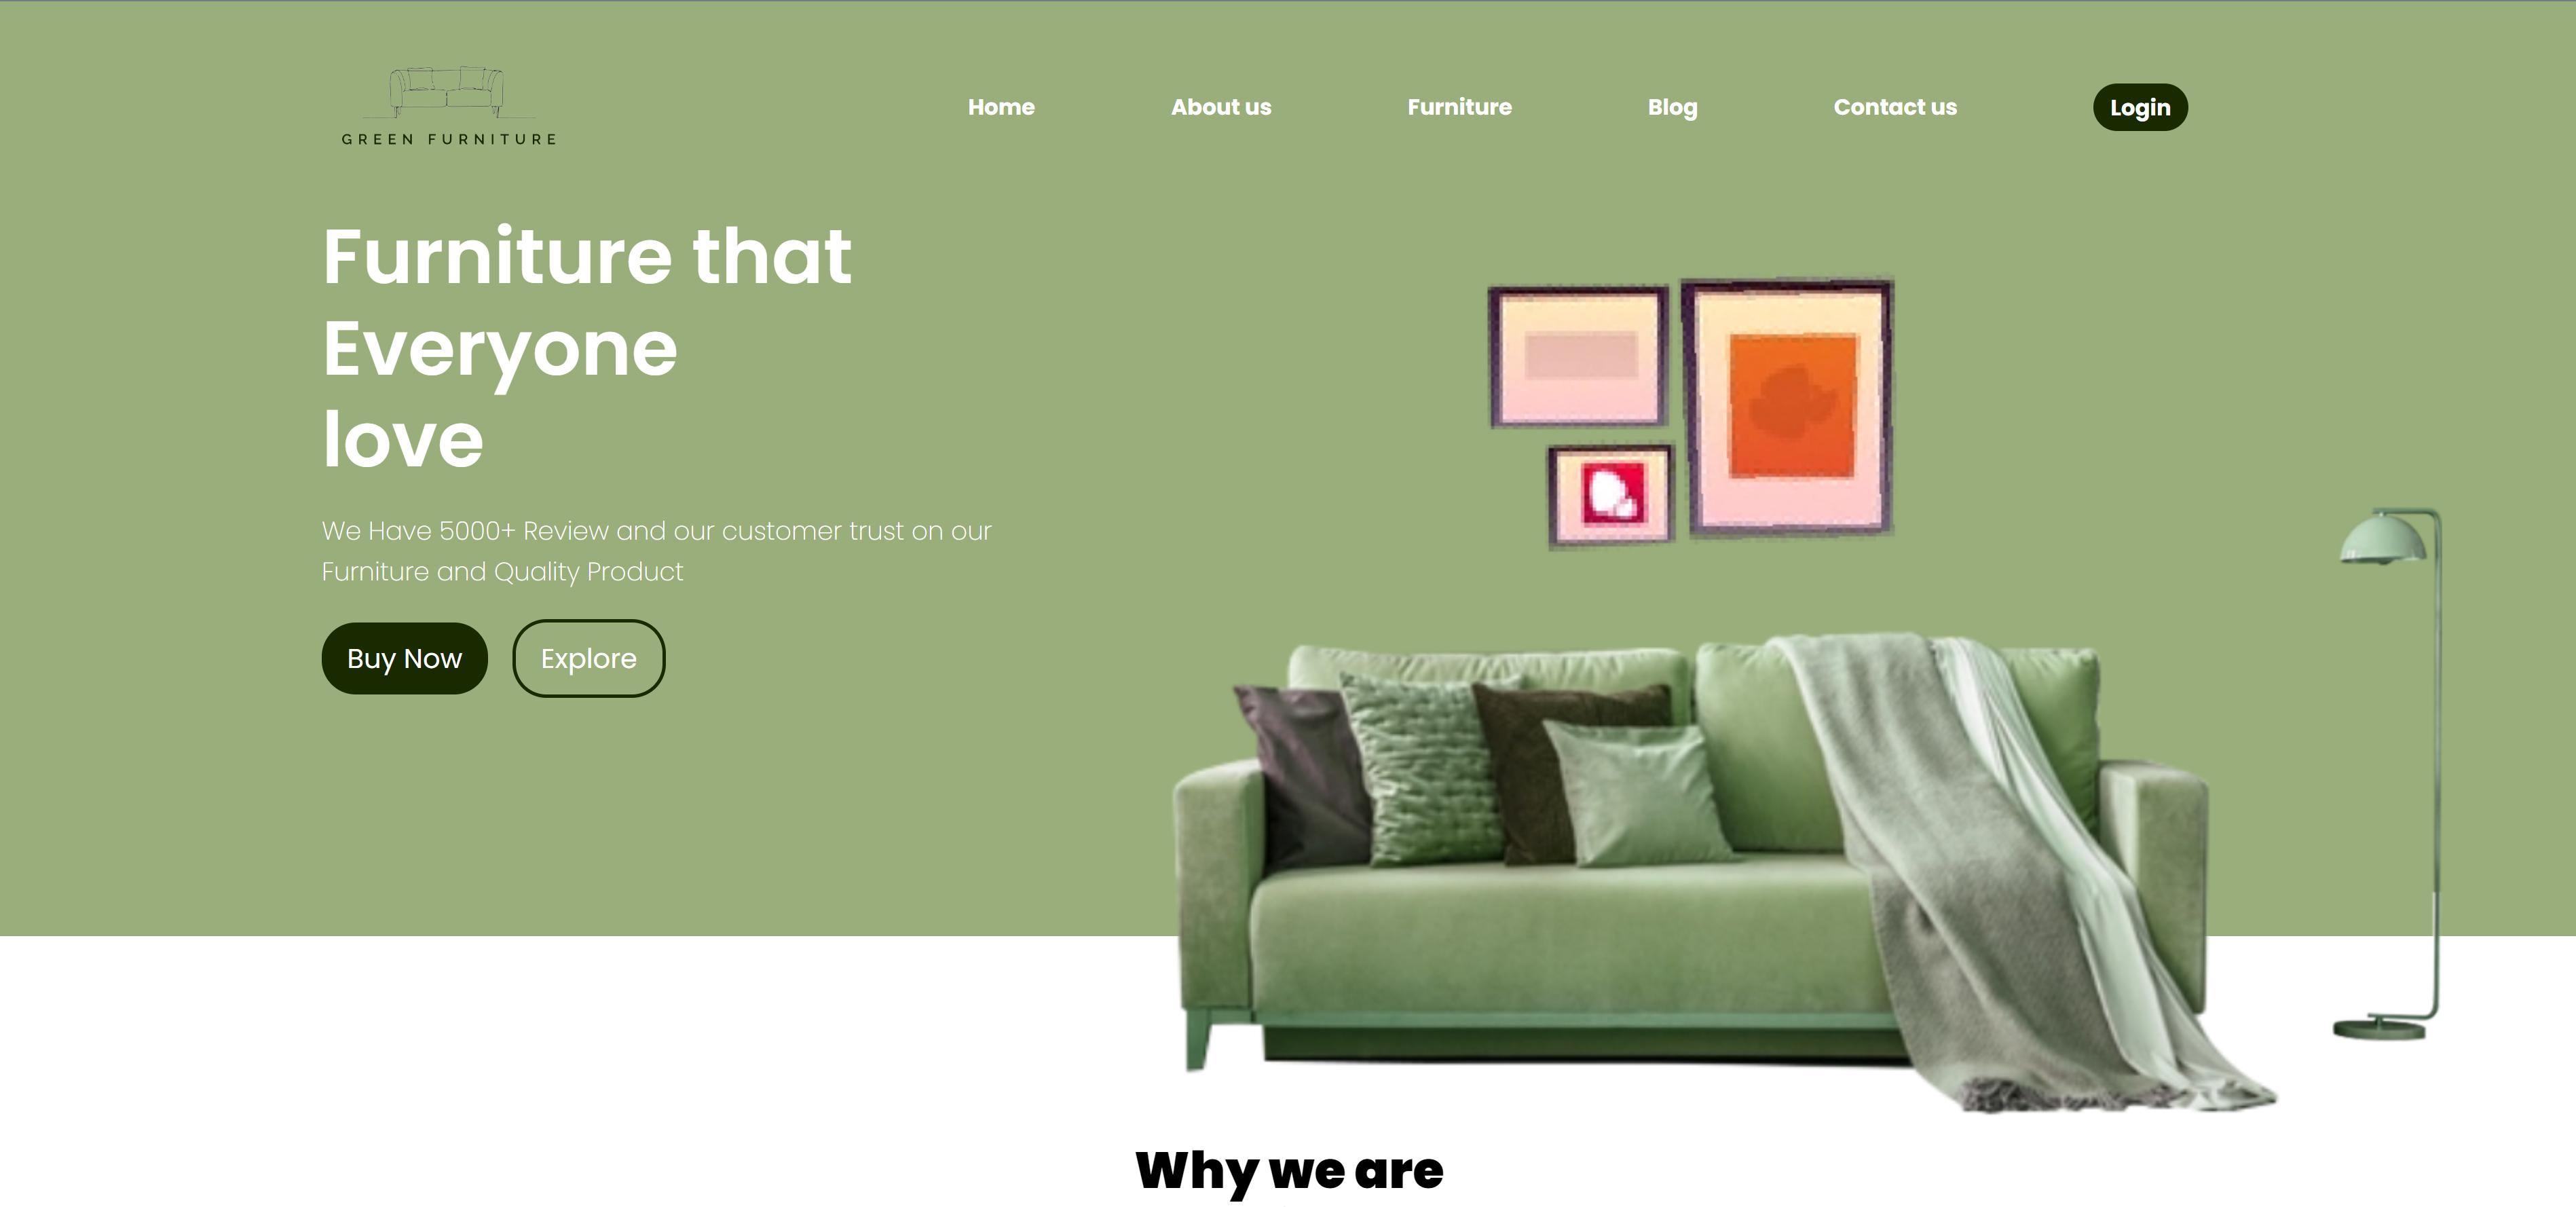 GREEN FURNITURE
Home
About us
Furniture
Blog
Contact us
Login
Furniture that
Everyone
love
We Have 5000+ Review and our customer trust on our
Furniture and Quality Product
Buy Now
Explore
Why we are